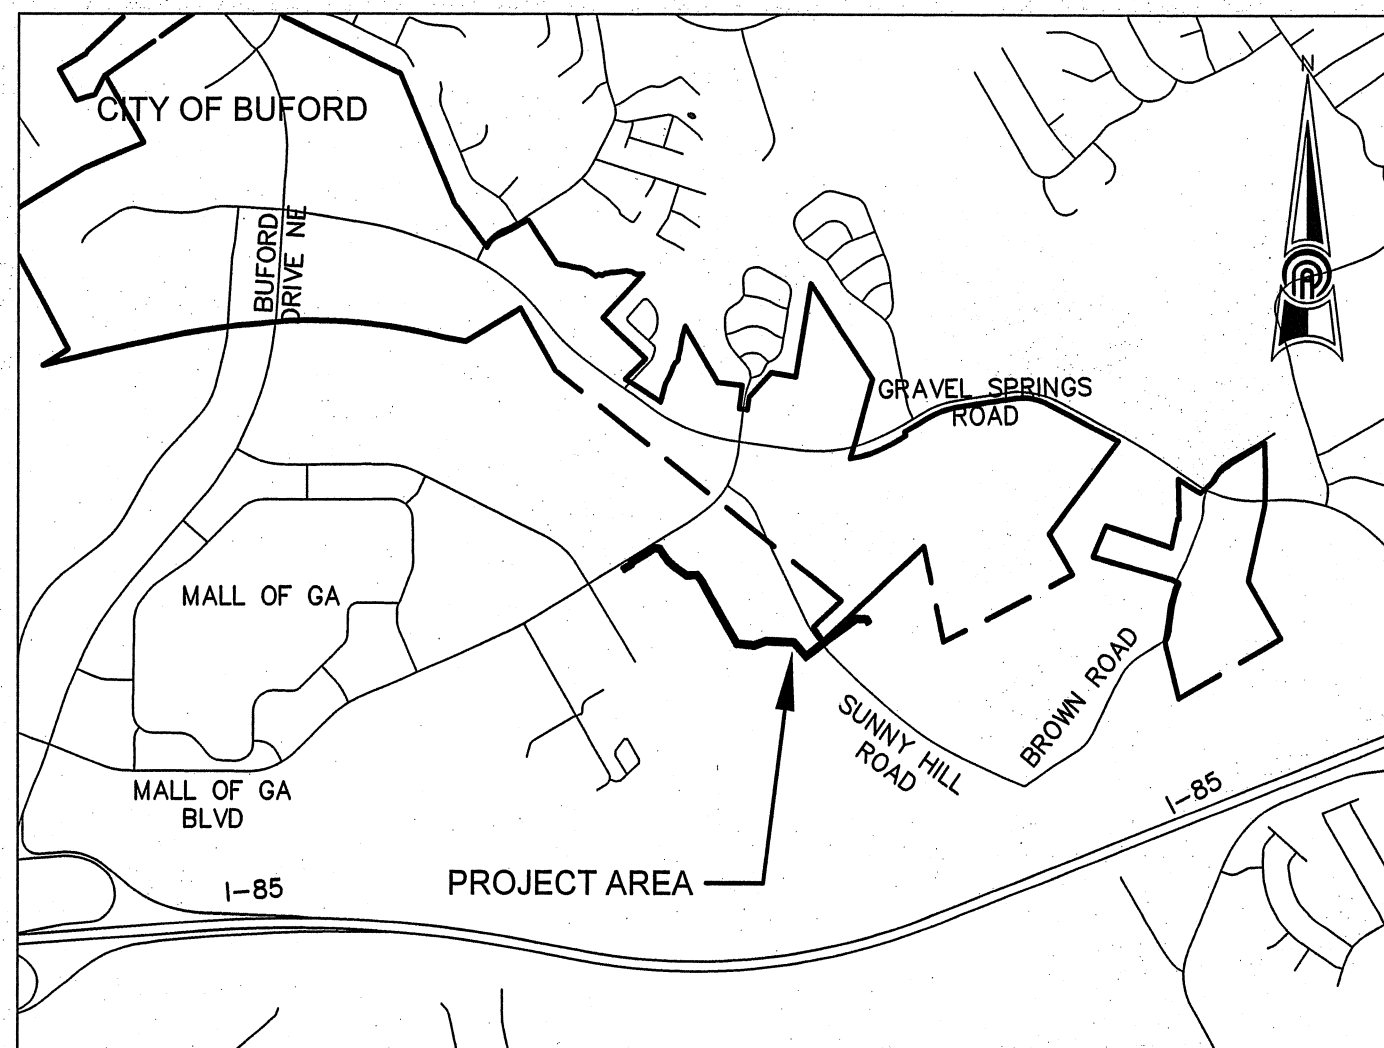 N
CITY OF BUFORD
BUFORD
DRIVE NE
GRAVEL SPRINGS
ROAD
MALL OF GA
BROWN ROAD
SUNNY HILL
ROAD
MALL OF GA
BLVD
I-85
PROJECT AREA
I-85